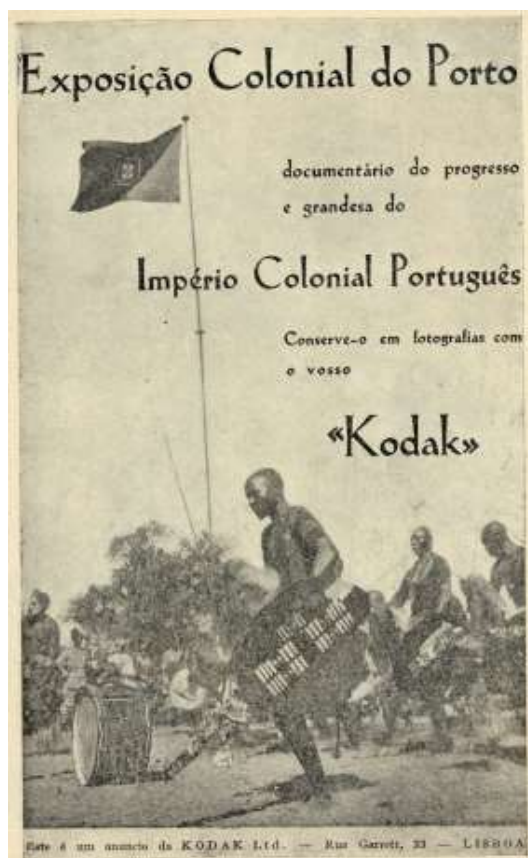 Exposição Colonial do Porto
documentário do progresso
e grandesa do
Império Colonial Português
Conserve-o em fotografias com
o vosso
«Kodak»
Este é um anuncio da KODAK Ltd. — Rua Garrett, 33 — LISBOA